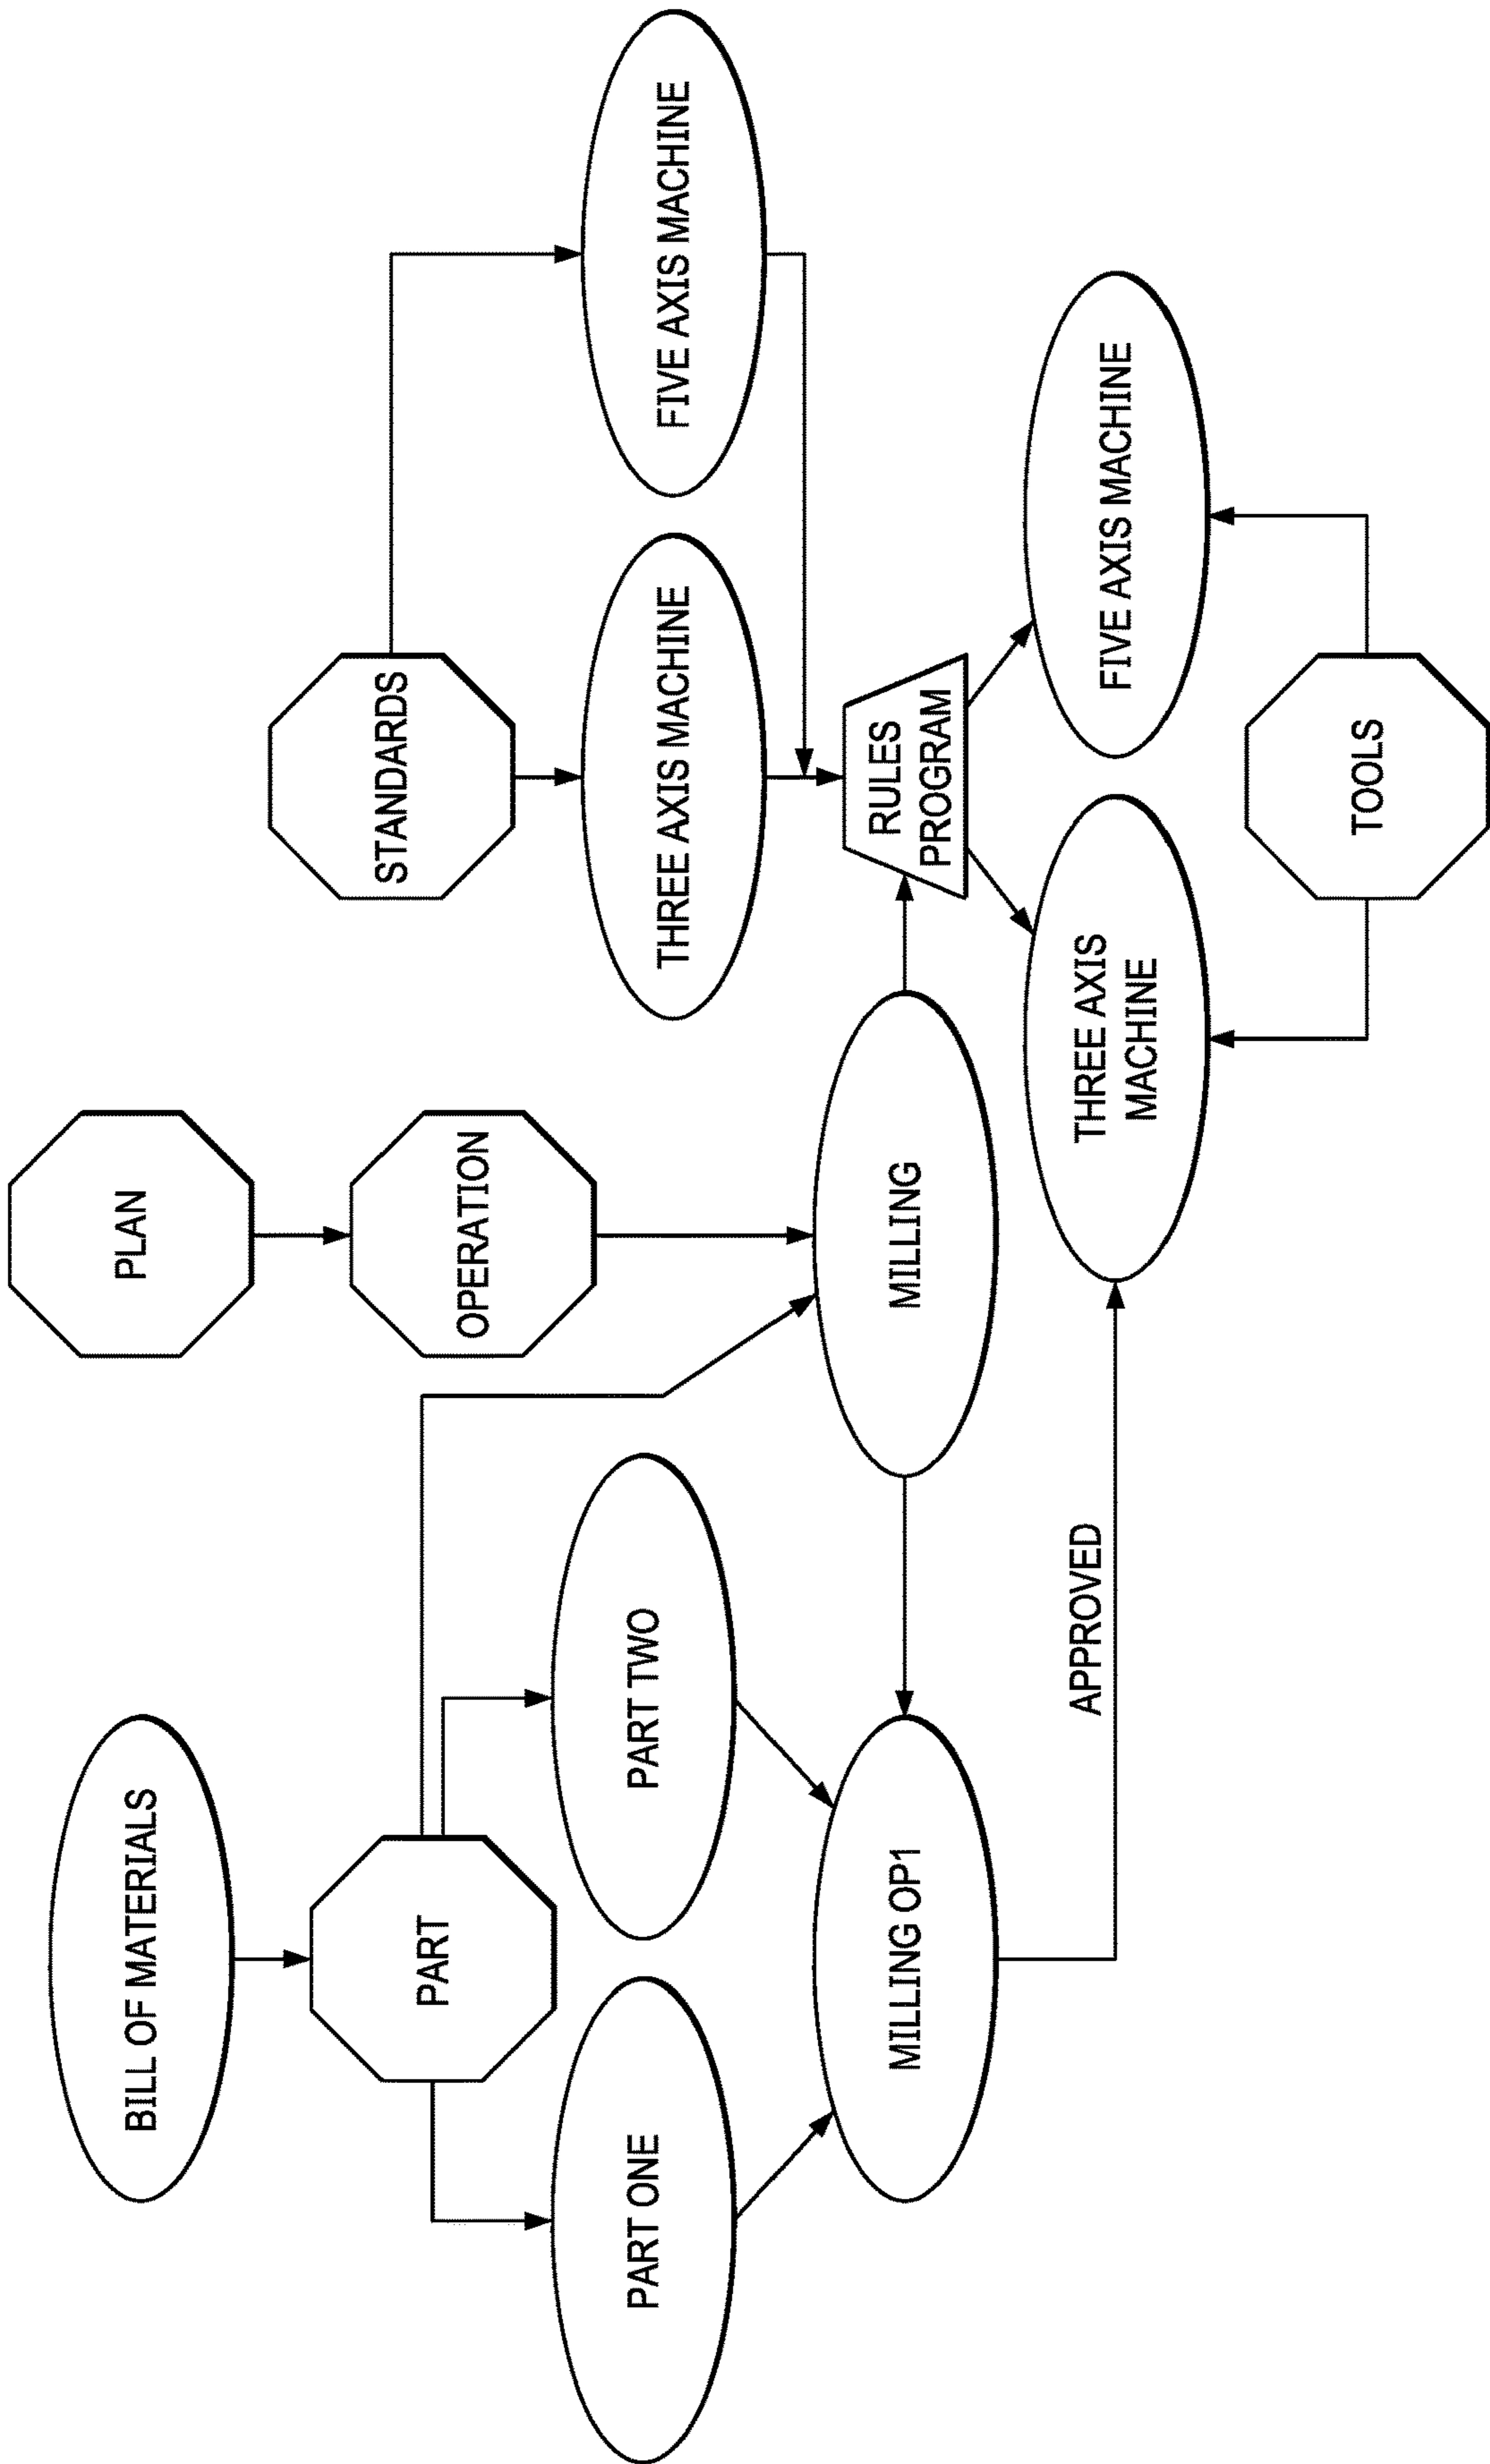 BILL OF MATERIALS
PLAN
PART
OPERATION
STANDARDS
PART ONE
PART TWO
THREE AXIS MACHINE
FIVE AXIS MACHINE
MILLING OP1
MILLING
RULES
PROGRAM
APPROVED
THREE AXIS
MACHINE
FIVE AXIS MACHINE
TOOLS